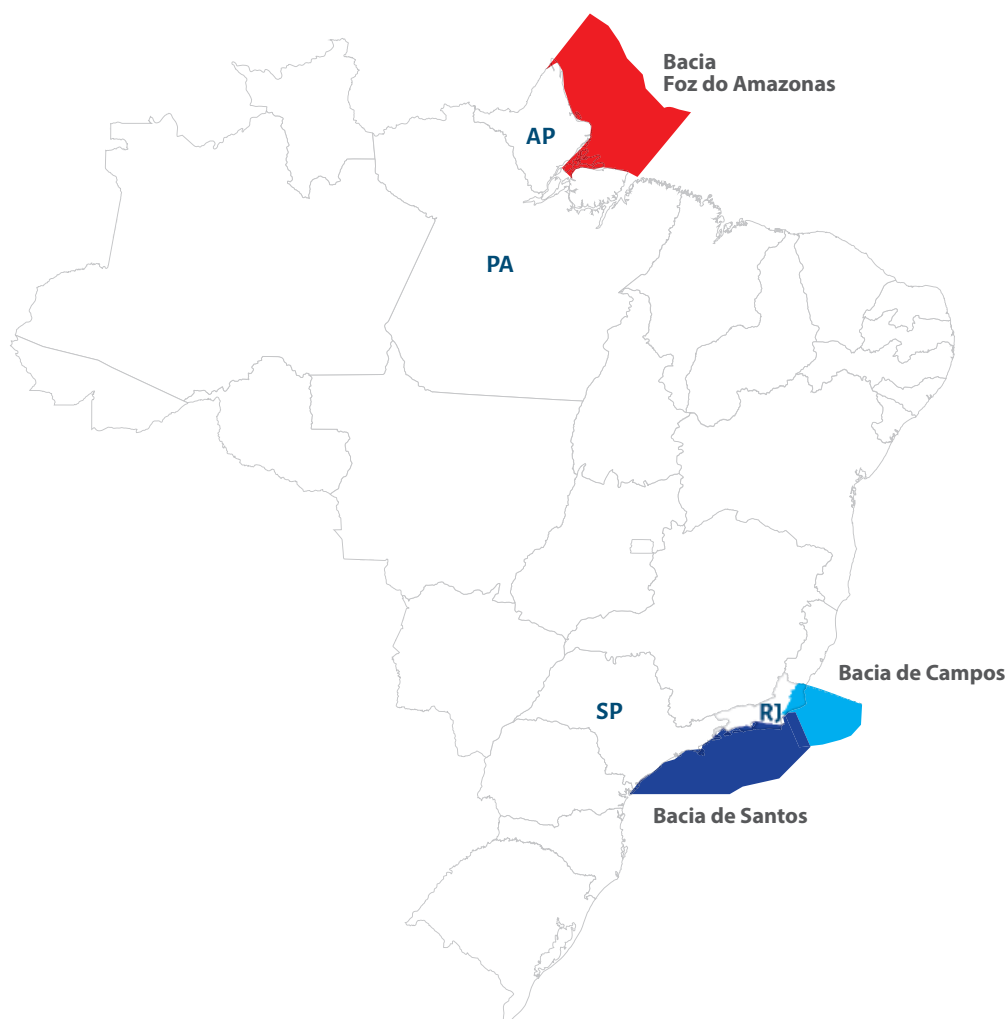 Bacia
Foz do Amazonas
AP
PA
Bacia de Campos
SP
RJ
Bacia de Santos